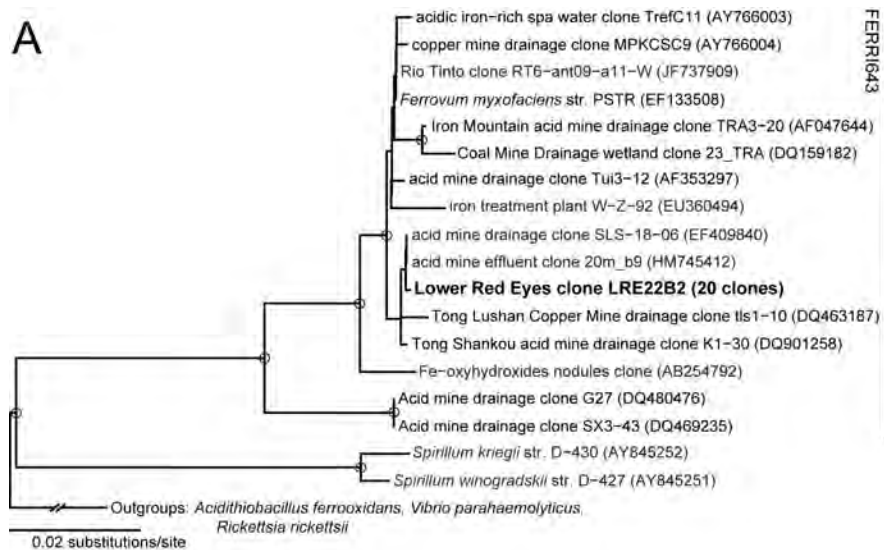 A
FERRI643
acidic iron-rich spa water clone TrefC11 (AY766003)
copper mine drainage clone MPKCSC9 (AY766004)
Rio Tinto clone RT6−ant09−a11−W (JF737909)
Ferrovum myxofaciens str. PSTR (EF133508)
Iron Mountain acid mine drainage clone TRA3−20 (AF047644)
Coal Mine Drainage wetland clone 23_TRA (DQ159182)
acid mine drainage clone Tui3−12 (AF353297)
iron treatment plant W−Z−92 (EU360494)
acid mine drainage clone SLS−18−06 (EF409840)
acid mine effluent clone 20m_b9 (HM745412)
Lower Red Eyes clone LRE22B2 (20 clones)
Tong Lushan Copper Mine drainage clone tls1−10 (DQ463187)
Tong Shankou acid mine drainage clone K1−30 (DQ901258)
Fe−oxyhydroxides nodules clone (AB254792)
Acid mine drainage clone G27 (DQ480476)
Acid mine drainage clone SX3−43 (DQ469235)
Spirillum kriegii str. D−430 (AY845252)
Spirillum winogradskii str. D−427 (AY845251)
Outgroups: Acidithiobacillus ferrooxidans, Vibrio parahaemolyticus,
Rickettsia rickettsii
0.02 substitutions/site